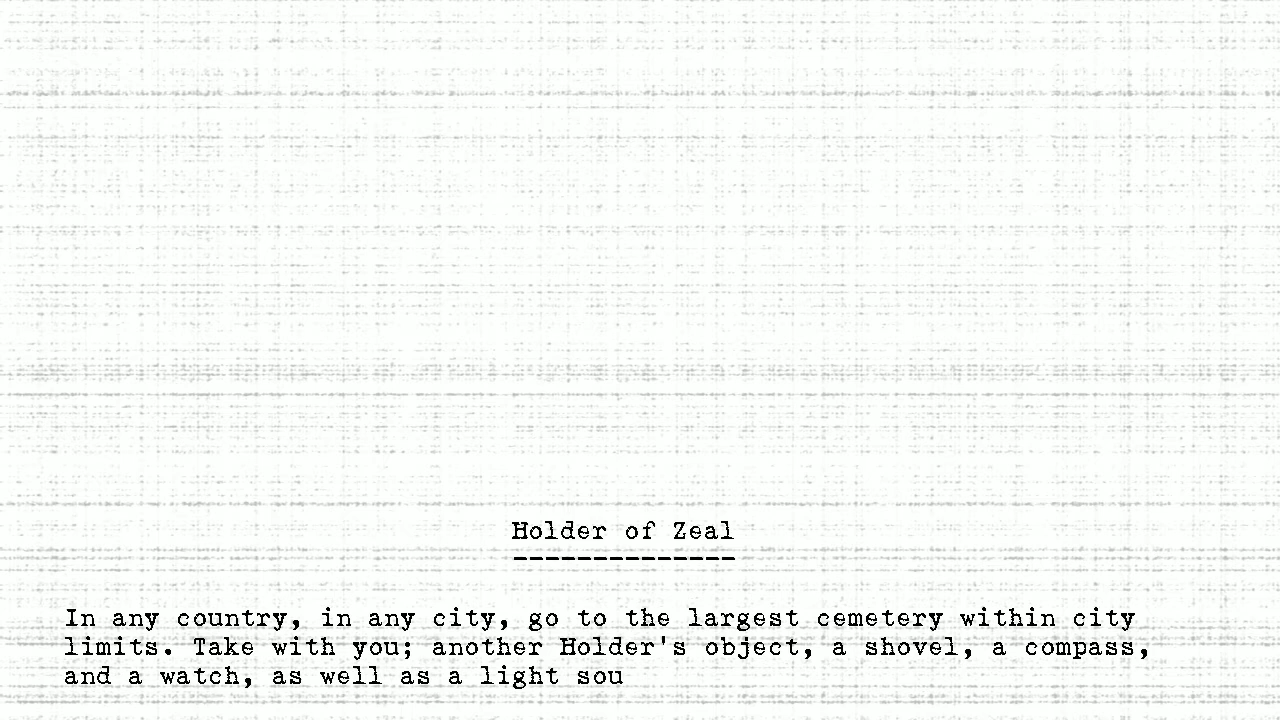 Holder of Zeal
--------------
In any country, in any city, go to the largest cemetery within city
limits. Take with you; another Holder's object, a shovel, a compass,
and a watch, as well as a light sou